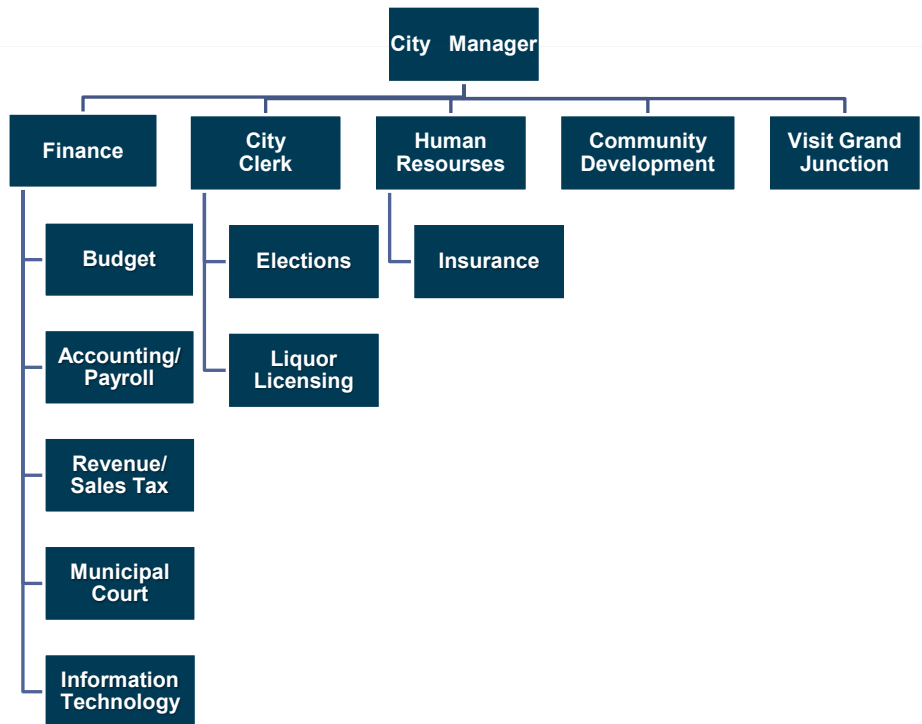 City Manager
Finance
City
Clerk
Human
Resourses
Community
Development
Visit Grand
Junction
Budget
Elections
Insurance
Accounting/
Payroll
Liquor
Licensing
Revenue/
Sales Tax
Municipal
Court
Information
Technology